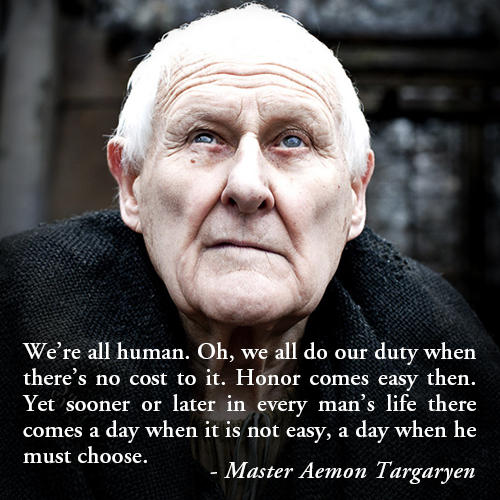 We're all human. Oh, we all do our duty when
there's no cost to it. Honor comes easy then.
Yet sooner or later in every man's life there
comes a day when it is not easy, a day when he
must choose.
- Master Aemon Targaryen